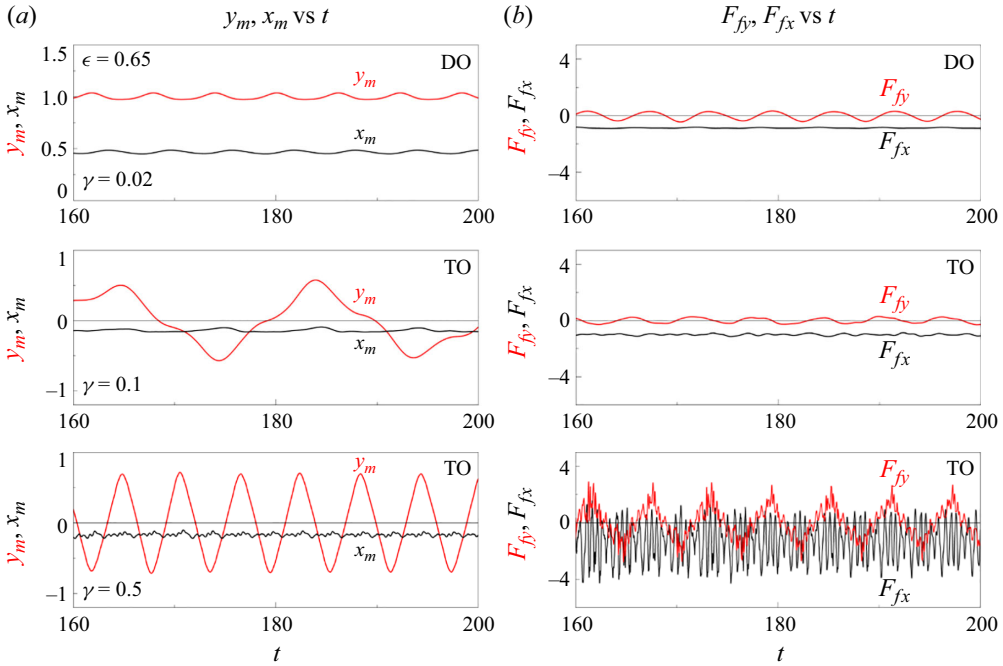 (a) y_m, x_m vs t
y_m, x_m
1.5
1.0
0.5
0
ϵ = 0.65
DO
y_m
x_m
γ = 0.02
160 180 200
y_m, x_m
1
0
–1
TO
y_m
x_m
γ = 0.1
160 180 200
y_m, x_m
1
0
–1
y_m
TO
x_m
γ = 0.5
160 180 200
t
(b) F_fy, F_fx vs t
F_fy, F_fx
4
0
–4
DO
F_fy
F_fx
160 180 200
F_fy, F_fx
4
0
–4
TO
F_fy
F_fx
160 180 200
F_fy, F_fx
4
0
–4
F_fy
TO
F_fx
160 180 200
t